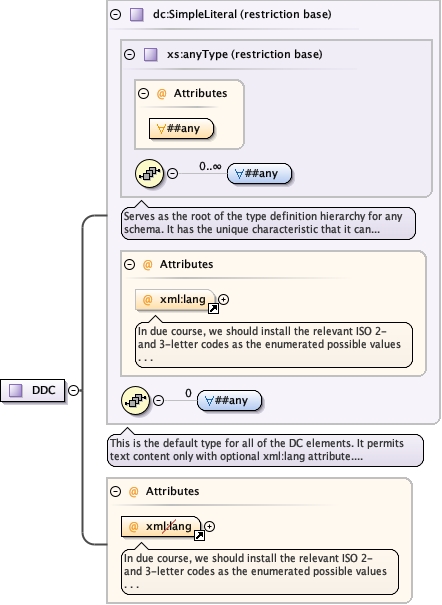 dc:SimpleLiteral (restriction base)
xs:anyType (restriction base)
@ Attributes
∀##any
0..∞ ∀##any
Serves as the root of the type definition hierarchy for any
schema. It has the unique characteristic that it can...
@ Attributes
@ xml:lang
In due course, we should install the relevant ISO 2-
and 3-letter codes as the enumerated possible values
. . .
DDC
0 ∀##any
This is the default type for all of the DC elements. It permits
text content only with optional xml:lang attribute....
@ Attributes
@ xml:lang
In due course, we should install the relevant ISO 2-
and 3-letter codes as the enumerated possible values
. . .